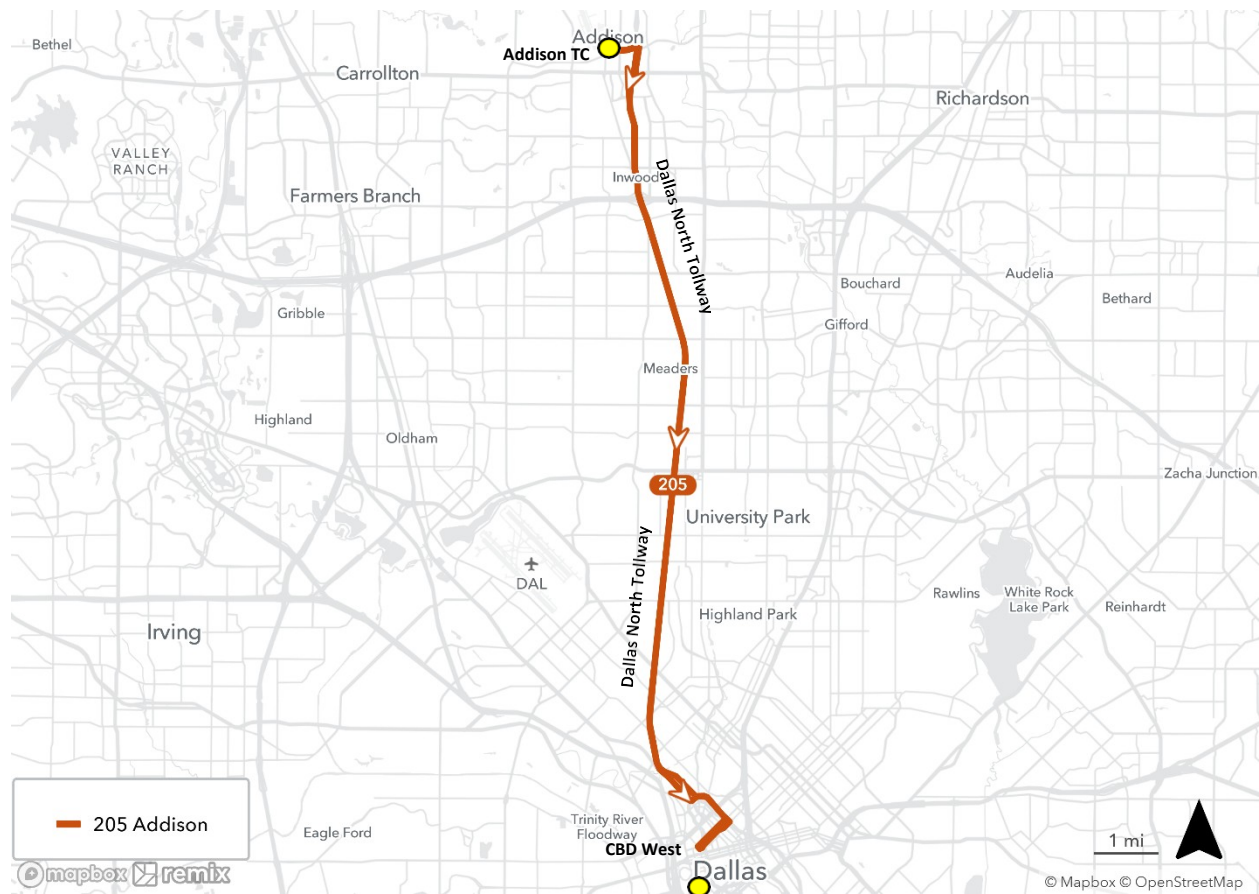 Bethel
Addison
Addison TC
Carrollton
Richardson
VALLEY
RANCH
Inwood
Dallas North Tollway
Farmers Branch
Audelia
Bouchard
Bethard
Gribble
Gifford
Meaders
Highland
Oldham
Zacha Junction
205
University Park
Dallas North Tollway
DAL
Rawlins
White Rock
Lake Park
Reinhardt
Highland Park
Irving
205 Addison
Eagle Ford
Trinity River
Floodway
CBD West
Dallas
1 mi
mapbox remix
© Mapbox © OpenStreetMap